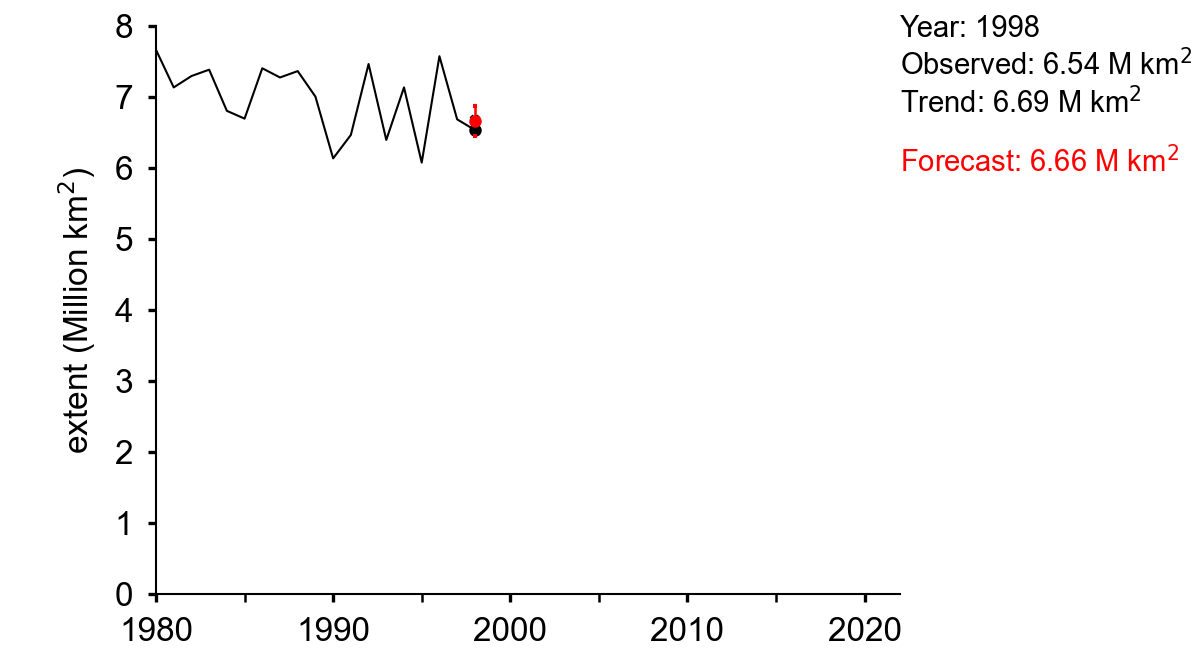 Year: 1998
Observed: 6.54 M km²
Trend: 6.69 M km²
Forecast: 6.66 M km²
extent (Million km²)
8
7
6
5
4
3
2
1
0
1980 1990 2000 2010 2020